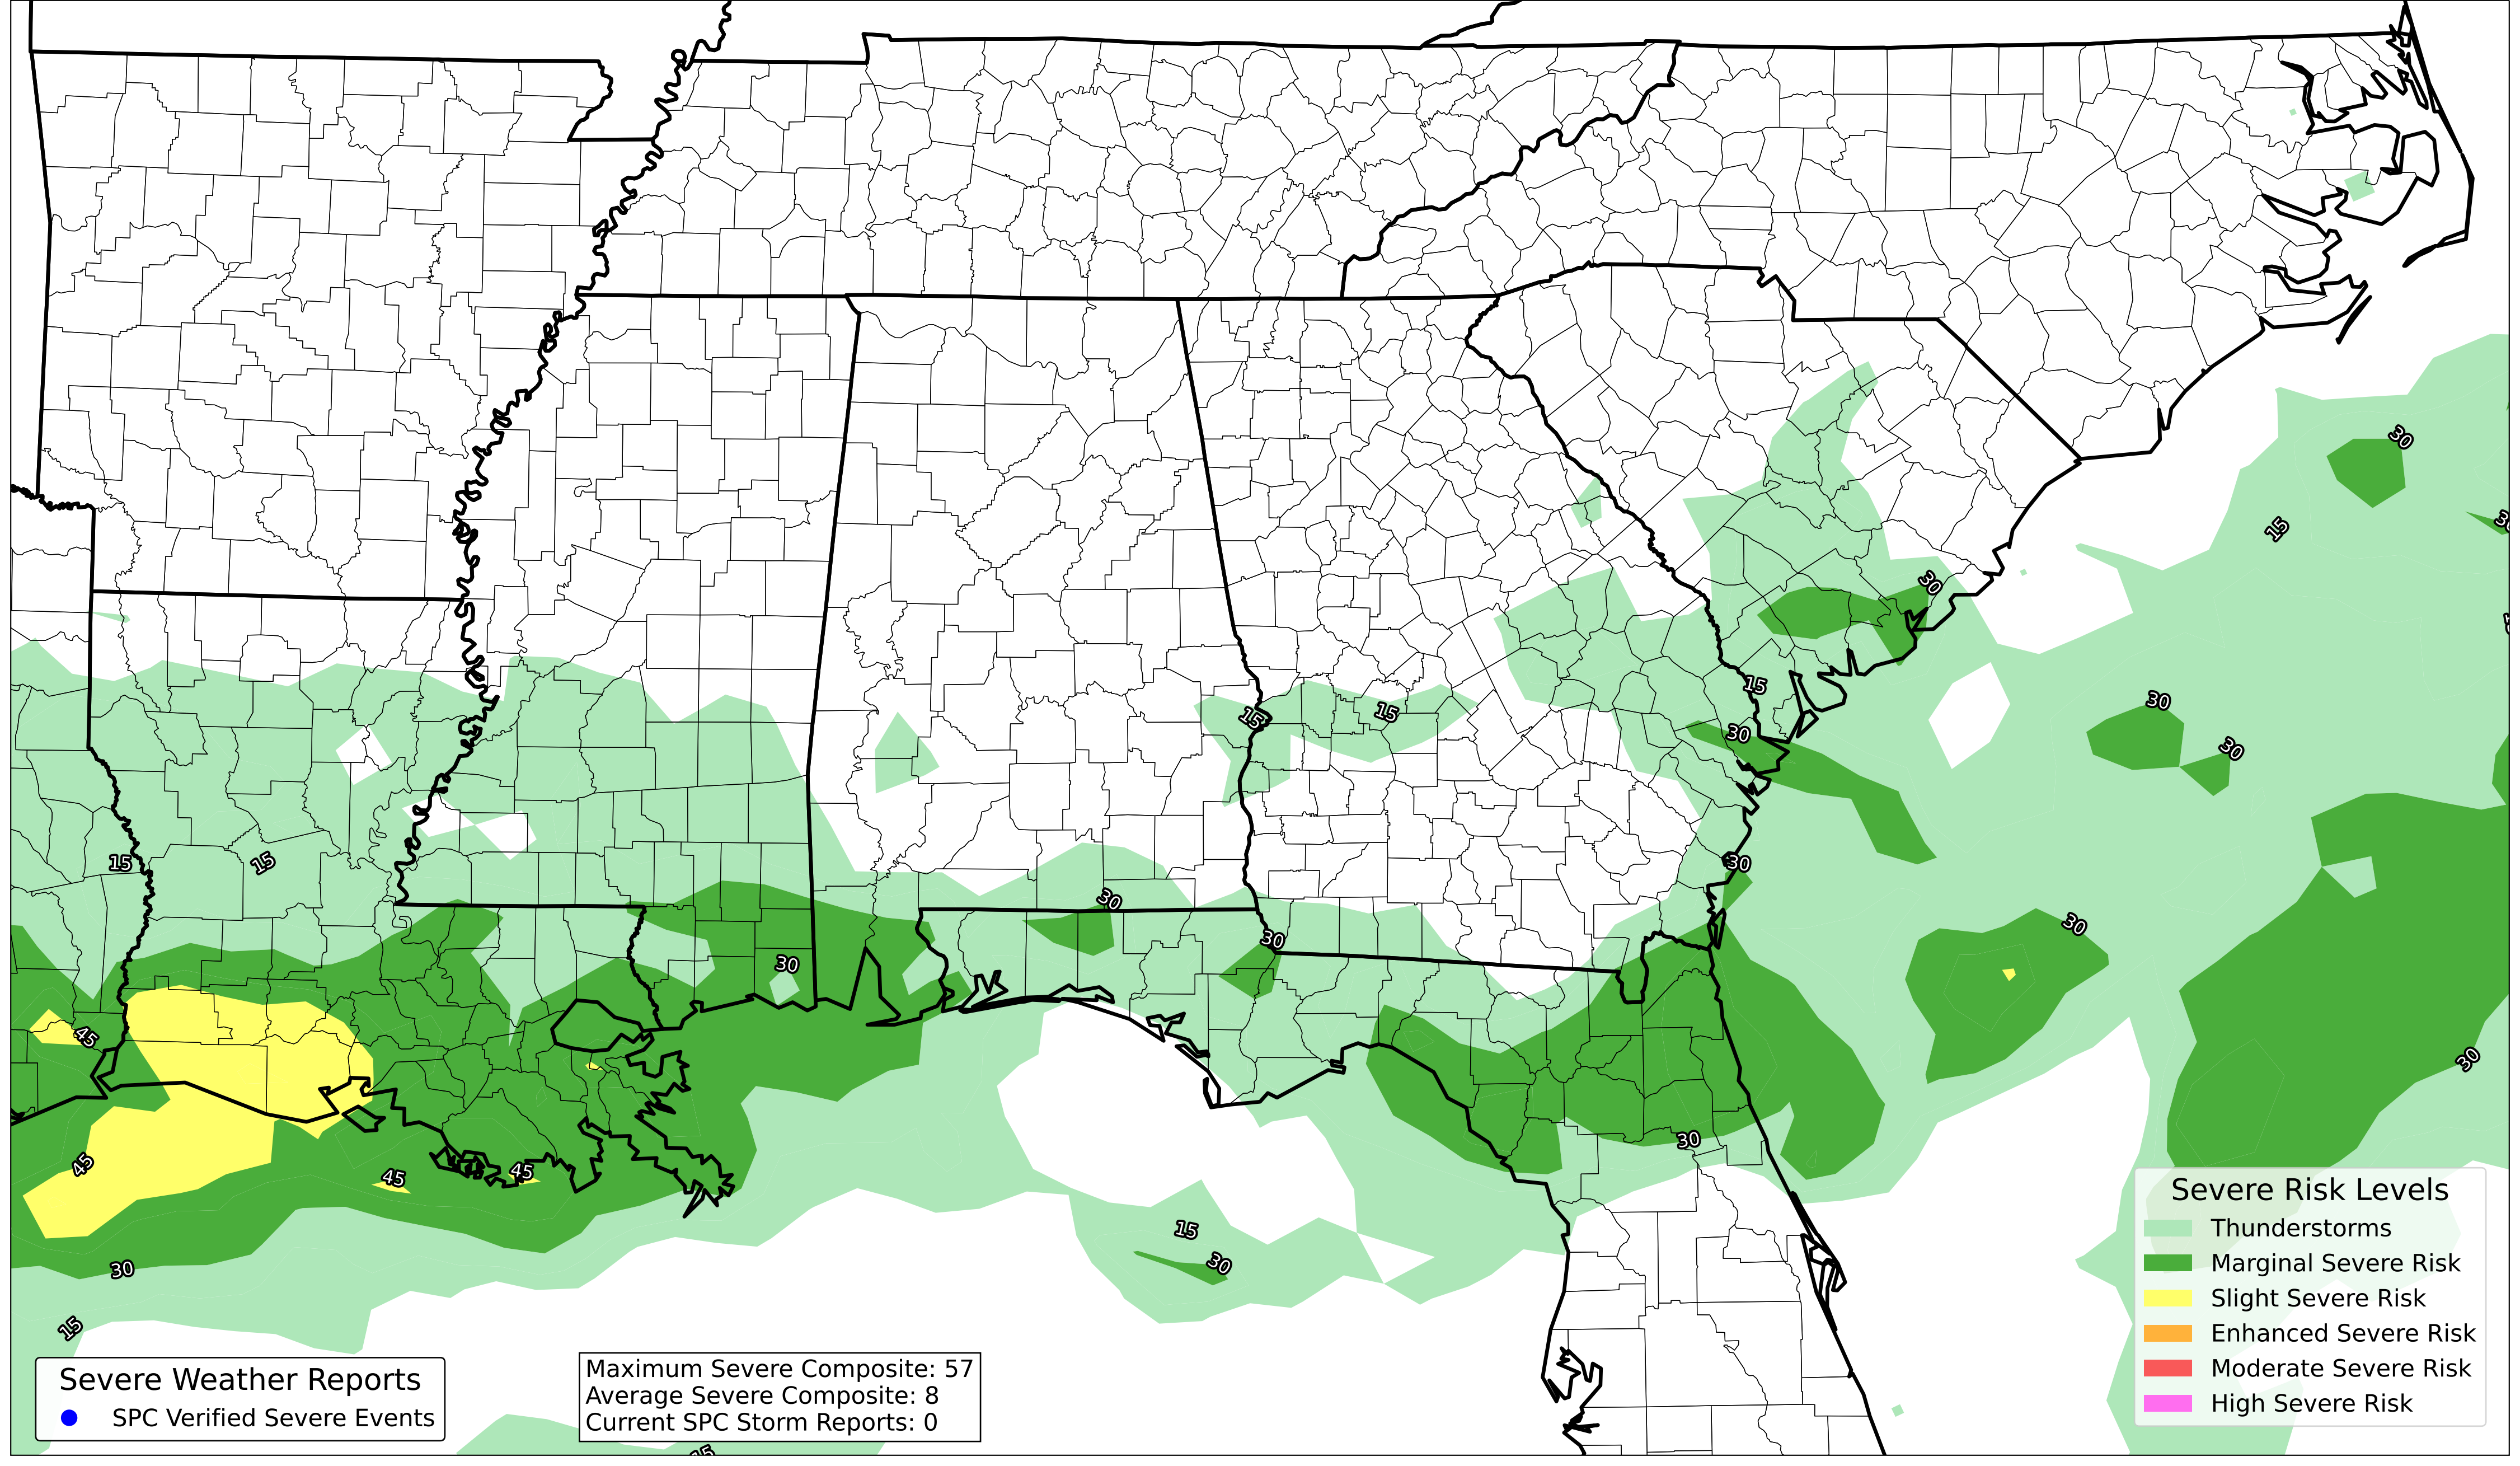 30
15
30
30
15
15
15
30
30
30
30
15
15
30
30
30
30
30
45
30
30
45
45
45
15
30
30
15
15
Severe Risk Levels
Thunderstorms
Marginal Severe Risk
Slight Severe Risk
Enhanced Severe Risk
Moderate Severe Risk
High Severe Risk
Severe Weather Reports
SPC Verified Severe Events
Maximum Severe Composite: 57
Average Severe Composite: 8
Current SPC Storm Reports: 0